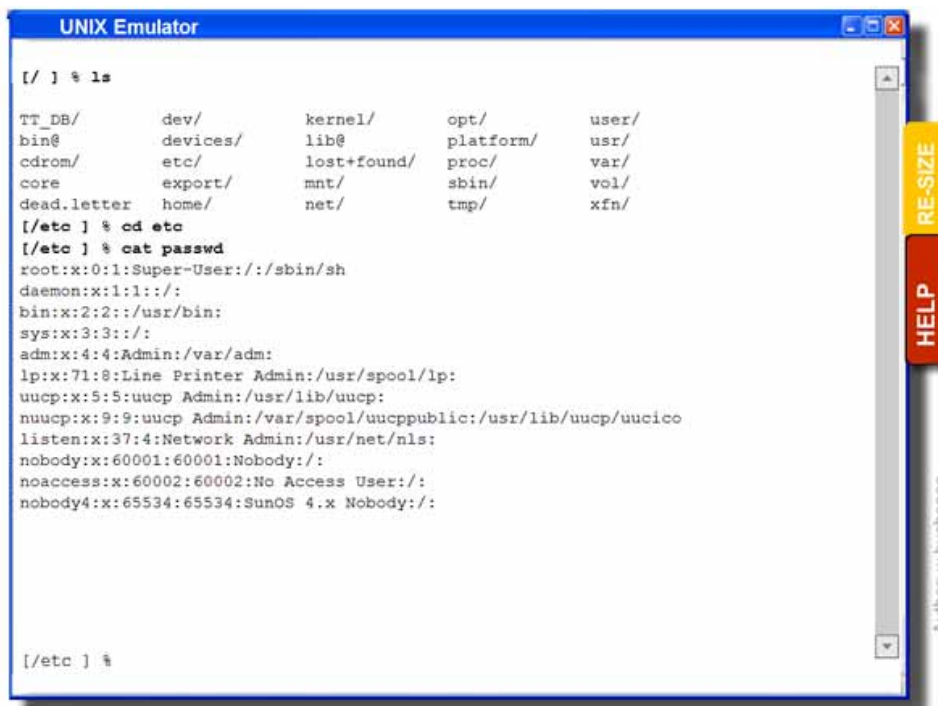 UNIX Emulator
[/ ] % ls
TT_DB/ dev/ kernel/ opt/ user/
bin@ devices/ lib@ platform/ usr/
cdrom/ etc/ lost+found/ proc/ var/
core export/ mnt/ sbin/ vol/
dead.letter home/ net/ tmp/ xfn/
[/etc ] % cd etc
[/etc ] % cat passwd
root:x:0:1:Super-User:/:/sbin/sh
daemon:x:1:1::/:
bin:x:2:2::/usr/bin:
sys:x:3:3::/:
adm:x:4:4:Admin:/var/adm:
lp:x:71:8:Line Printer Admin:/usr/spool/lp:
uucp:x:5:5:uucp Admin:/usr/lib/uucp:
nuucp:x:9:9:uucp Admin:/var/spool/uucppublic:/usr/lib/uucp/uucico
listen:x:37:4:Network Admin:/usr/net/nls:
nobody:x:60001:60001:Nobody:/:
noaccess:x:60002:60002:No Access User:/:
nobody4:x:65534:65534:SunOS 4.x Nobody:/:
[/etc ] %
RE-SIZE
HELP